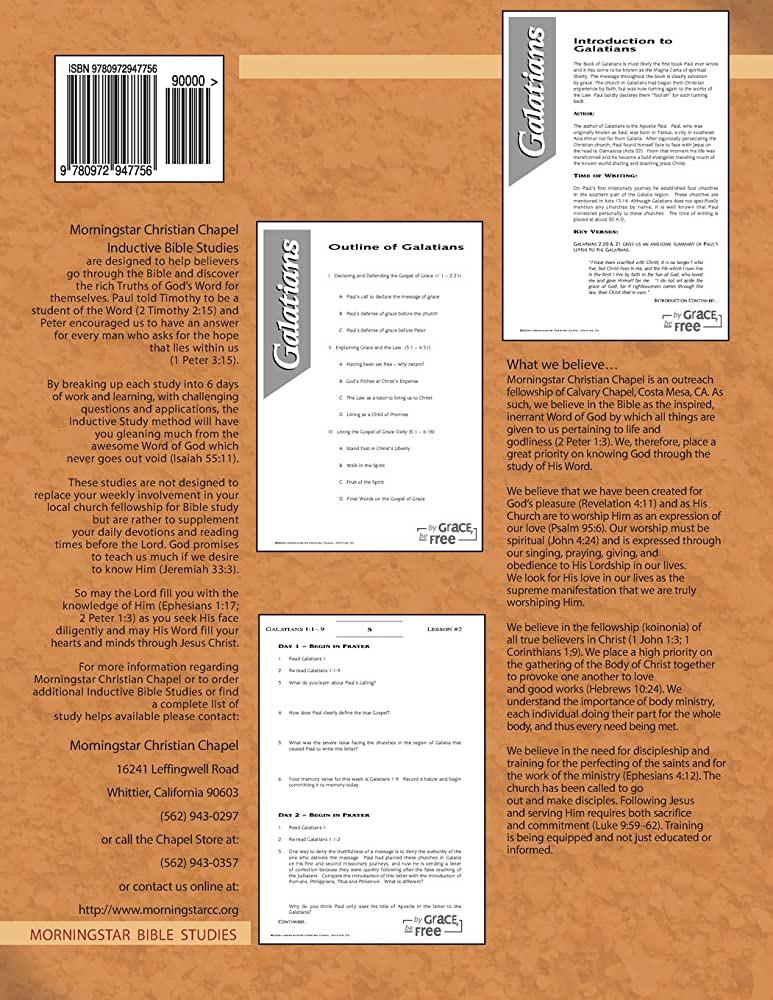 ISBN 9780972947756
90000 >
9 780972 947756
Morningstar Christian Chapel
Inductive Bible Studies
are designed to help believers
go through the Bible and discover
the rich Truths of God's Word for
themselves. Paul told Timothy to be a
student of the Word (2 Timothy 2:15) and
Peter encouraged us to have an answer
for every man who asks for the hope
that lies within us
(1 Peter 3:15).
By breaking up each study into 6 days
of work and learning, with challenging
questions and applications, the
Inductive Study method will have
you gleaning much from the
awesome Word of God which
never goes out void (Isaiah 55:11).
These studies are not designed to
replace your weekly involvement in your
local church fellowship for Bible study
but are rather to supplement
your daily devotions and reading
times before the Lord. God promises
to teach us much if we desire
to know Him (Jeremiah 33:3).
So may the Lord fill you with the
knowledge of Him (Ephesians 1:17;
2 Peter 1:3) as you seek His face
diligently and may His Word fill your
hearts and minds through Jesus Christ.
For more information regarding
Morningstar Christian Chapel or to order
additional Inductive Bible Studies or find
a complete list of
study helps available please contact:
Morningstar Christian Chapel
16241 Leffingwell Road
Whittier, California 90603
(562) 943-0297
or call the Chapel Store at:
(562) 943-0357
or contact us online at:
http://www.morningstarcc.org
MORNINGSTAR BIBLE STUDIES
Galatians
Outline of Galatians
I. Declaring and Defending the Gospel of Grace (1:1 – 2:21)
A. Paul's call to declare the message of grace
B. Paul's defense of grace before the church
C. Paul's defense of grace before Peter
II. Explaining Grace and the Law (3:1 – 4:31)
A. Having been set free – why return?
B. God's Riches at Christ's Expense
C. The Law as a tutor to bring us to Christ
D. Living as a Child of Promise
III. Living the Gospel of Grace Daily (5:1 – 6:18)
A. Stand Fast in Christ's Liberty
B. Walk in the Spirit
C. Fruit of the Spirit
D. Final Words on the Gospel of Grace
by GRACE,
be FREE
GALATIANS 1:1– 9
5
LESSON #2
DAY 1 – BEGIN IN PRAYER
1. Read Galatians 1
2. Re-read Galatians 1:1-9
3. What do you learn about Paul's calling?
4. How does Paul clearly define the true Gospel?
5. What was the severe issue facing the churches in the region of Galatia that
caused Paul to write this letter?
6. Your memory verse for this week is Galatians 1:9. Record it below and begin
committing it to memory today.
DAY 2 – BEGIN IN PRAYER
1. Read Galatians 1
2. Re-read Galatians 1:1-2
3. One way to deny the truthfulness of a message is to deny the authority of the
one who delivers the message. Paul had planted these churches in Galatia
on his first and second missionary journeys, and now he is sending a letter
of correction because they were quickly following after the false teaching of
the Judaizers. Compare the introduction of this letter with the introduction of
Romans, Philippians, Titus and Philemon. What is different?
Why do you think Paul only uses his title of Apostle in the letter to the
Galatians?
CONTINUED...
by GRACE,
be FREE
Galatians
Introduction to
Galatians
The Book of Galatians is most likely the first book Paul ever wrote
and it has come to be known as the Magna Carta of spiritual
liberty. The message throughout the book is clearly salvation
by grace. The church in Galatians had begun their Christian
experience by faith, but was now turning again to the works of
the Law. Paul boldly declares them "foolish" for such turning
back.
AUTHOR:
The author of Galatians is the Apostle Paul. Paul, who was
originally known as Saul, was born in Tarsus, a city in southeast
Asia Minor not far from Galatia. After vigorously persecuting the
Christian church, Paul found himself face to face with Jesus on
the road to Damascus (Acts 22). From that moment his life was
transformed and he became a bold evangelist traveling much of
the known world sharing and teaching Jesus Christ.
TIME OF WRITING:
On Paul's first missionary journey he established four churches
in the southern part of the Galatia region. These churches are
mentioned in Acts 13-14. Although Galatians does not specifically
mention any churches by name, it is well known that Paul
ministered personally to these churches. The time of writing is
placed at about 50 A.D.
KEY VERSES:
GALATIANS 2:20 & 21 GIVES US AN AWESOME SUMMARY OF PAUL'S
LETTER TO THE GALATIANS.
"I have been crucified with Christ; it is no longer I who
live, but Christ lives in me; and the life which I now live
in the flesh I live by faith in the Son of God, who loved
me and gave Himself for me. "I do not set aside the
grace of God; for if righteousness comes through the
law, then Christ died in vain."
INTRODUCTION CONTINUED...
by GRACE,
be FREE
What we believe…
Morningstar Christian Chapel is an outreach
fellowship of Calvary Chapel, Costa Mesa, CA. As
such, we believe in the Bible as the inspired,
inerrant Word of God by which all things are
given to us pertaining to life and
godliness (2 Peter 1:3). We, therefore, place a
great priority on knowing God through the
study of His Word.
We believe that we have been created for
God's pleasure (Revelation 4:11) and as His
Church are to worship Him as an expression of
our love (Psalm 95:6). Our worship must be
spiritual (John 4:24) and is expressed through
our singing, praying, giving, and
obedience to His Lordship in our lives.
We look for His love in our lives as the
supreme manifestation that we are truly
worshiping Him.
We believe in the fellowship (koinonia) of
all true believers in Christ (1 John 1:3; 1
Corinthians 1:9). We place a high priority on
the gathering of the Body of Christ together
to provoke one another to love
and good works (Hebrews 10:24). We
understand the importance of body ministry,
each individual doing their part for the whole
body, and thus every need being met.
We believe in the need for discipleship and
training for the perfecting of the saints and for
the work of the ministry (Ephesians 4:12). The
church has been called to go
out and make disciples. Following Jesus
and serving Him requires both sacrifice
and commitment (Luke 9:59–62). Training
is being equipped and not just educated or
informed.